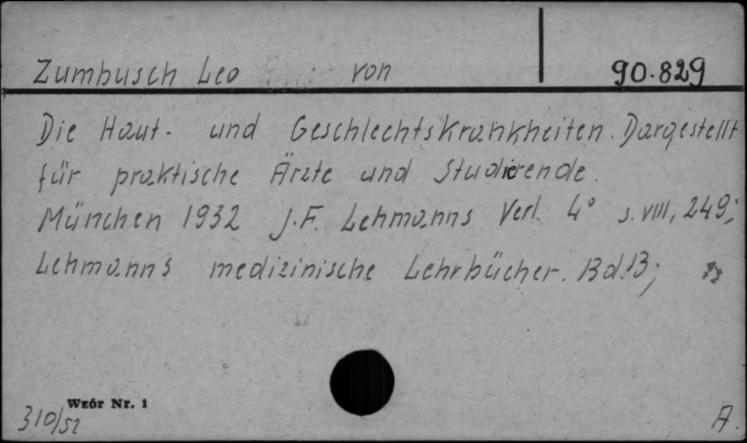 Zumbusch Leo von 90.829
Die Haut- und Geschlechtskrankheiten. Dargestellt
für praktische Ärzte und Studierende.
München 1932 J.F. Lehmanns Verl. 4° s. VIII, 249;
Lehmanns medizinische Lehrbücher. Bd.13;
Wzór Nr. 1
310/52 A.